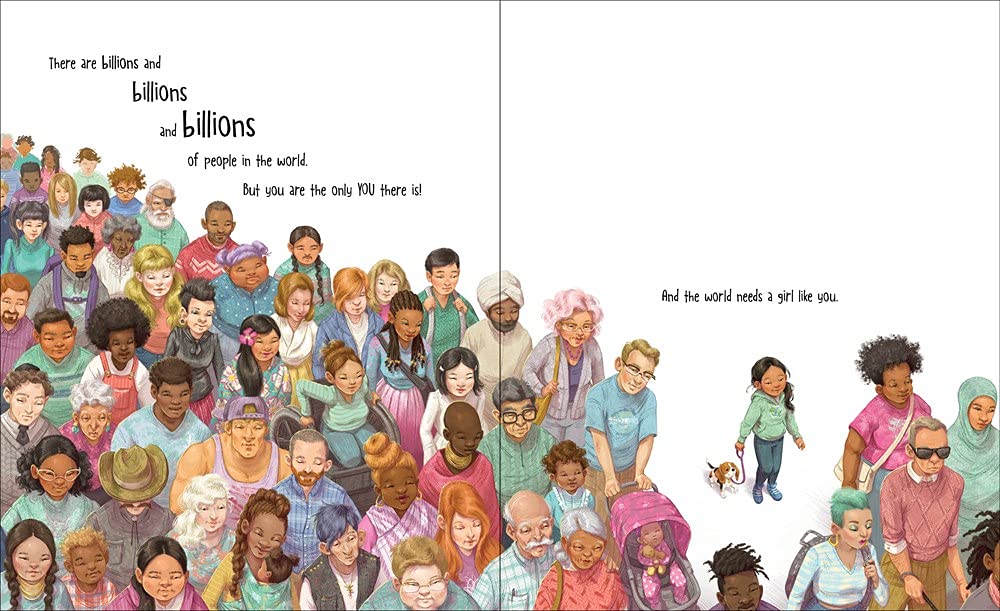 There are billions and
billions
and billions
of people in the world.
But you are the only YOU there is!
And the world needs a girl like you.